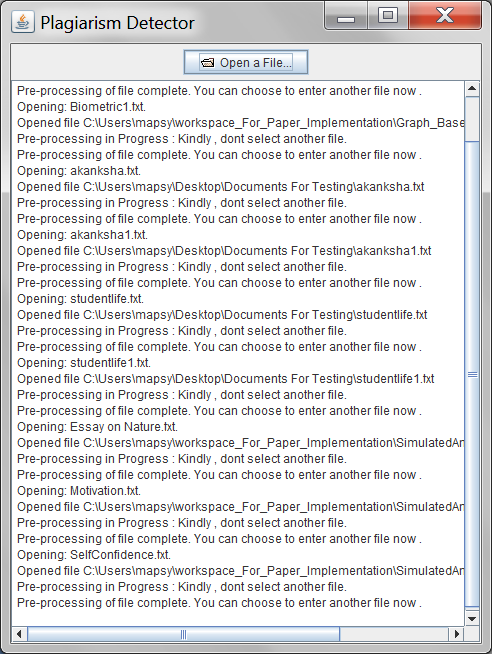 Plagiarism Detector
Open a File...
Pre-processing of file complete. You can choose to enter another file now .
Opening: Biometric1.txt.
Opened file C:\Users\mapsy\workspace_For_Paper_Implementation\Graph_Base
Pre-processing in Progress : Kindly , dont select another file.
Pre-processing of file complete. You can choose to enter another file now .
Opening: akanksha.txt.
Opened file C:\Users\mapsy\Desktop\Documents For Testing\akanksha.txt
Pre-processing in Progress : Kindly , dont select another file.
Pre-processing of file complete. You can choose to enter another file now .
Opening: akanksha1.txt.
Opened file C:\Users\mapsy\Desktop\Documents For Testing\akanksha1.txt
Pre-processing in Progress : Kindly , dont select another file.
Pre-processing of file complete. You can choose to enter another file now .
Opening: studentlife.txt.
Opened file C:\Users\mapsy\Desktop\Documents For Testing\studentlife.txt
Pre-processing in Progress : Kindly , dont select another file.
Pre-processing of file complete. You can choose to enter another file now .
Opening: studentlife1.txt.
Opened file C:\Users\mapsy\Desktop\Documents For Testing\studentlife1.txt
Pre-processing in Progress : Kindly , dont select another file.
Pre-processing of file complete. You can choose to enter another file now .
Opening: Essay on Nature.txt.
Opened file C:\Users\mapsy\workspace_For_Paper_Implementation\SimulatedAn
Pre-processing in Progress : Kindly , dont select another file.
Pre-processing of file complete. You can choose to enter another file now .
Opening: Motivation.txt.
Opened file C:\Users\mapsy\workspace_For_Paper_Implementation\SimulatedAn
Pre-processing in Progress : Kindly , dont select another file.
Pre-processing of file complete. You can choose to enter another file now .
Opening: SelfConfidence.txt.
Opened file C:\Users\mapsy\workspace_For_Paper_Implementation\SimulatedAn
Pre-processing in Progress : Kindly , dont select another file.
Pre-processing of file complete. You can choose to enter another file now .